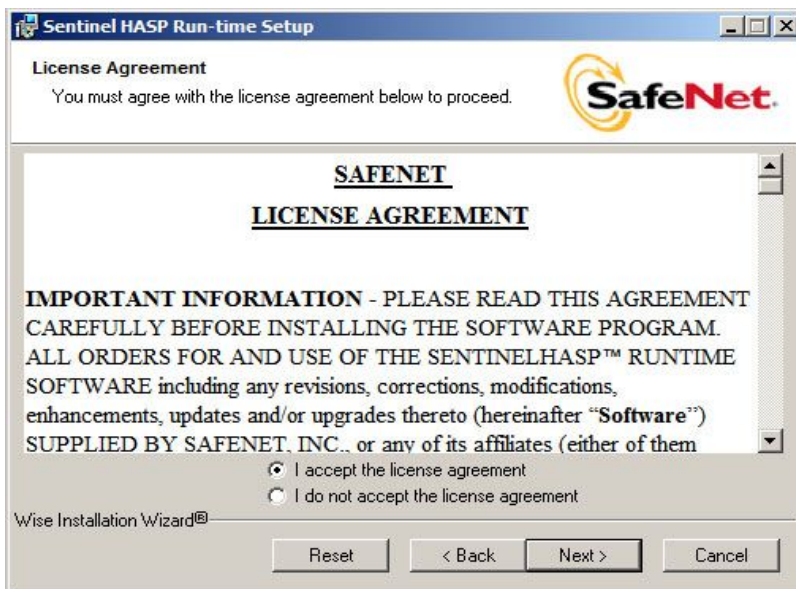 Sentinel HASP Run-time Setup
License Agreement
You must agree with the license agreement below to proceed.
SafeNet.
SAFENET
LICENSE AGREEMENT
IMPORTANT INFORMATION - PLEASE READ THIS AGREEMENT
CAREFULLY BEFORE INSTALLING THE SOFTWARE PROGRAM.
ALL ORDERS FOR AND USE OF THE SENTINELHASP™ RUNTIME
SOFTWARE including any revisions, corrections, modifications,
enhancements, updates and/or upgrades thereto (hereinafter “Software”)
SUPPLIED BY SAFENET, INC., or any of its affiliates (either of them
I accept the license agreement
I do not accept the license agreement
Wise Installation Wizard®
Reset < Back Next > Cancel